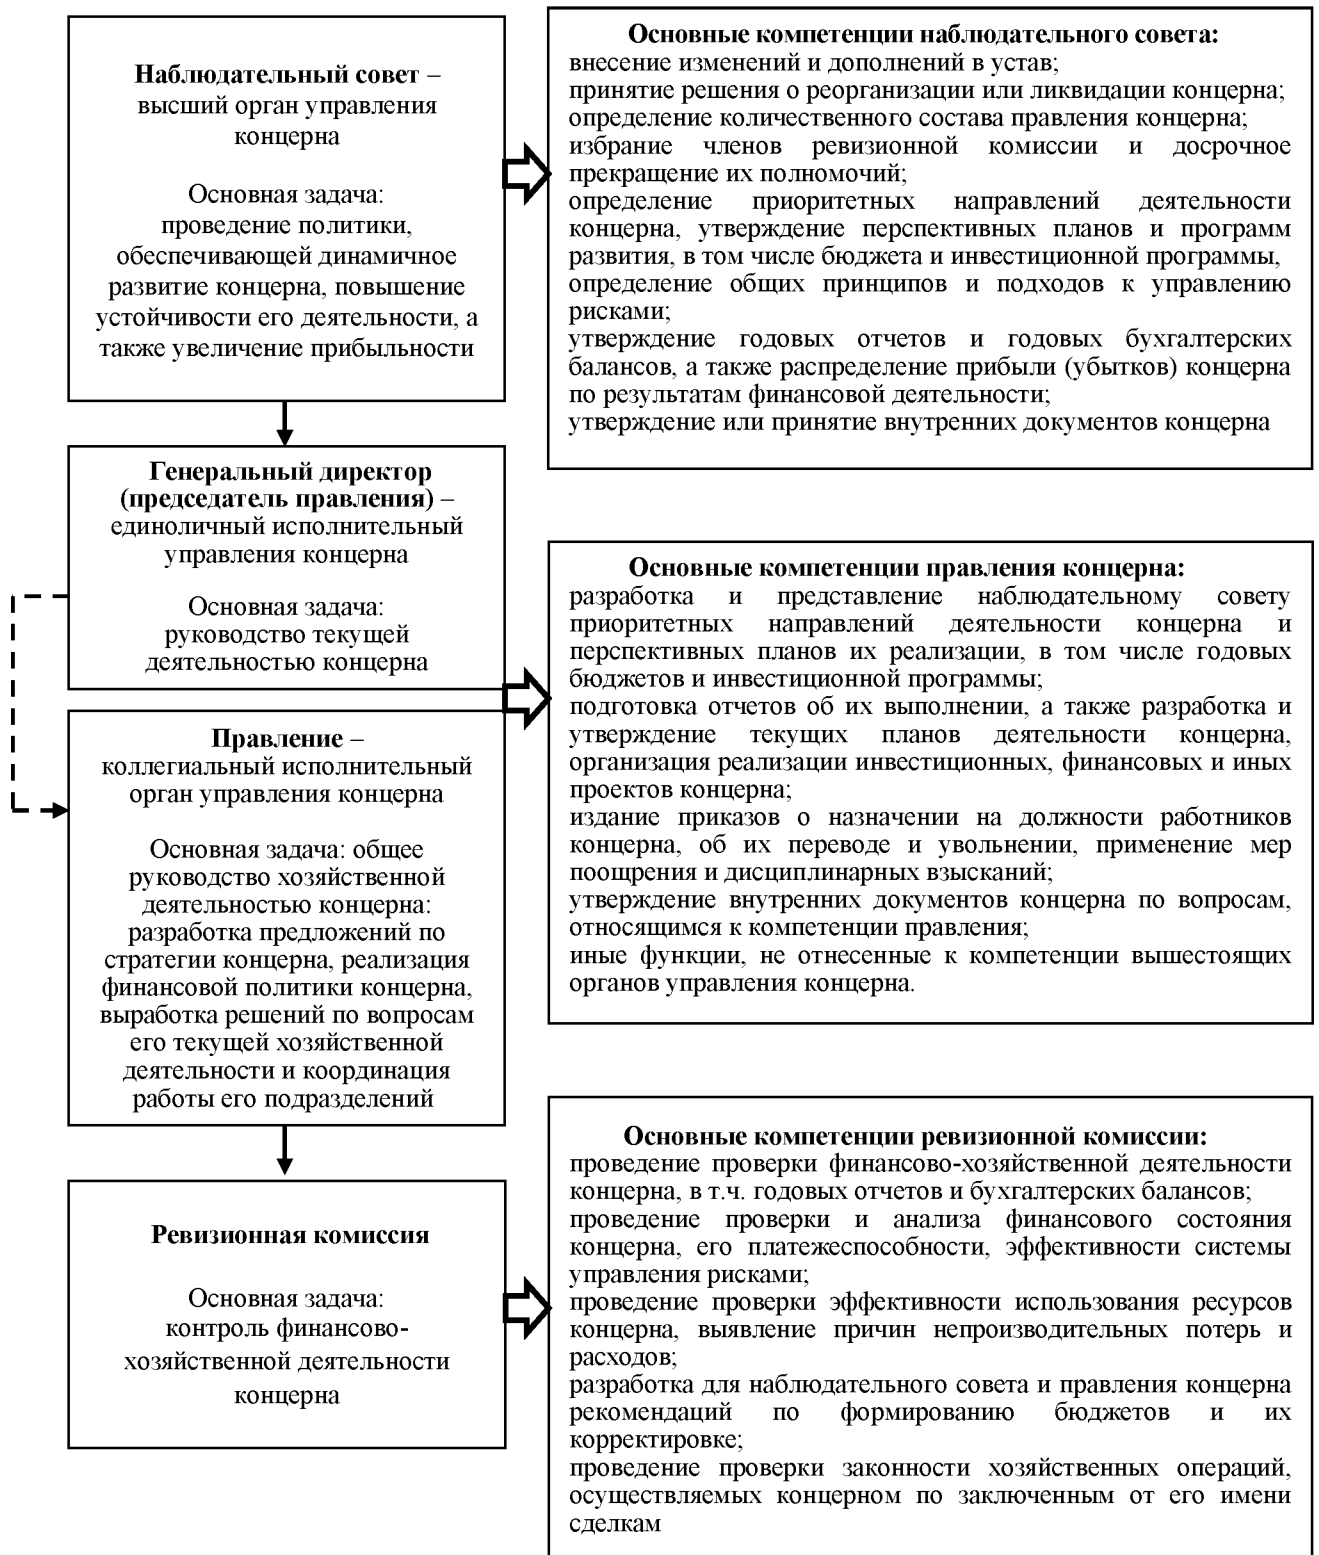 Наблюдательный совет –
высший орган управления
концерна
Основная задача:
проведение политики,
обеспечивающей динамичное
развитие концерна, повышение
устойчивости его деятельности, а
также увеличение прибыльности
Основные компетенции наблюдательного совета:
внесение изменений и дополнений в устав;
принятие решения о реорганизации или ликвидации концерна;
определение количественного состава правления концерна;
избрание членов ревизионной комиссии и досрочное
прекращение их полномочий;
определение приоритетных направлений деятельности
концерна, утверждение перспективных планов и программ
развития, в том числе бюджета и инвестиционной программы,
определение общих принципов и подходов к управлению
рисками;
утверждение годовых отчетов и годовых бухгалтерских
балансов, а также распределение прибыли (убытков) концерна
по результатам финансовой деятельности;
утверждение или принятие внутренних документов концерна
Генеральный директор
(председатель правления) –
единоличный исполнительный
управления концерна
Основная задача:
руководство текущей
деятельностью концерна
Правление –
коллегиальный исполнительный
орган управления концерна
Основная задача: общее
руководство хозяйственной
деятельностью концерна:
разработка предложений по
стратегии концерна, реализация
финансовой политики концерна,
выработка решений по вопросам
его текущей хозяйственной
деятельности и координация
работы его подразделений
Основные компетенции правления концерна:
разработка и представление наблюдательному совету
приоритетных направлений деятельности концерна и
перспективных планов их реализации, в том числе годовых
бюджетов и инвестиционной программы;
подготовка отчетов об их выполнении, а также разработка и
утверждение текущих планов деятельности концерна,
организация реализации инвестиционных, финансовых и иных
проектов концерна;
издание приказов о назначении на должности работников
концерна, об их переводе и увольнении, применение мер
поощрения и дисциплинарных взысканий;
утверждение внутренних документов концерна по вопросам,
относящимся к компетенции правления;
иные функции, не отнесенные к компетенции вышестоящих
органов управления концерна.
Ревизионная комиссия
Основная задача:
контроль финансово-
хозяйственной деятельности
концерна
Основные компетенции ревизионной комиссии:
проведение проверки финансово-хозяйственной деятельности
концерна, в т.ч. годовых отчетов и бухгалтерских балансов;
проведение проверки и анализа финансового состояния
концерна, его платежеспособности, эффективности системы
управления рисками;
проведение проверки эффективности использования ресурсов
концерна, выявление причин непроизводительных потерь и
расходов;
разработка для наблюдательного совета и правления концерна
рекомендаций по формированию бюджетов и их
корректировке;
проведение проверки законности хозяйственных операций,
осуществляемых концерном по заключенным от его имени
сделкам